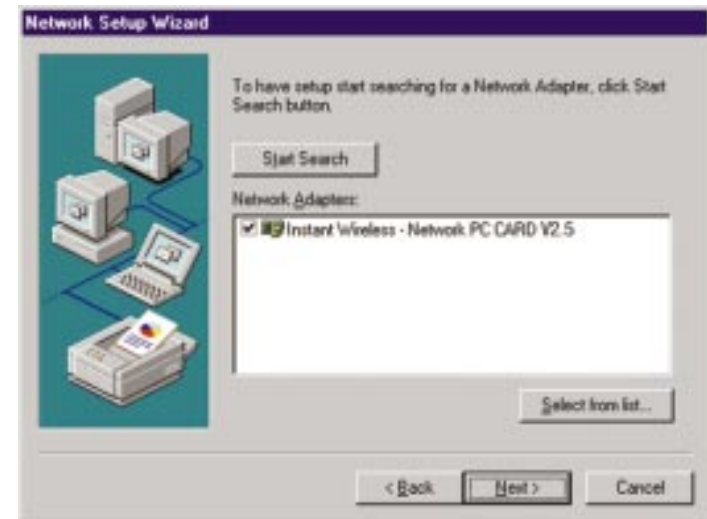 Network Setup Wizard
To have setup start searching for a Network Adapter, click Start
Search button.
Start Search
Network Adapters:
Instant Wireless - Network PC CARD V2.5
Select from list...
< Back
Next >
Cancel